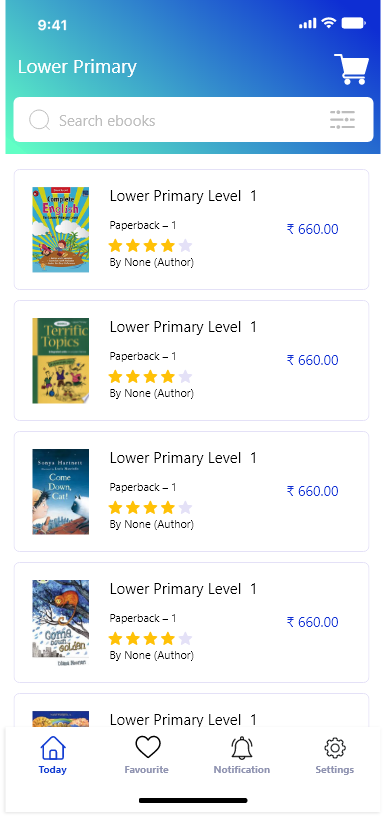 9:41
Lower Primary
Search ebooks
Complete
English
Lower Primary Level 1
Paperback – 1
₹ 660.00
By None (Author)
Terrific
Topics
Lower Primary Level 1
Paperback – 1
₹ 660.00
By None (Author)
Sonya Hartnett
Come
Down,
Cat!
Lower Primary Level 1
Paperback – 1
₹ 660.00
By None (Author)
Lower Primary Level 1
Paperback – 1
₹ 660.00
By None (Author)
Lower Primary Level 1
Today
Favourite
Notification
Settings